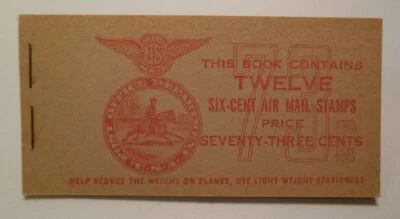 US
THIS BOOK CONTAINS
TWELVE
SIX-CENT AIR MAIL STAMPS
PRICE
SEVENTY-THREE CENTS
73¢
HELP REDUCE THE WEIGHT ON PLANES, USE LIGHT WEIGHT STATIONERY